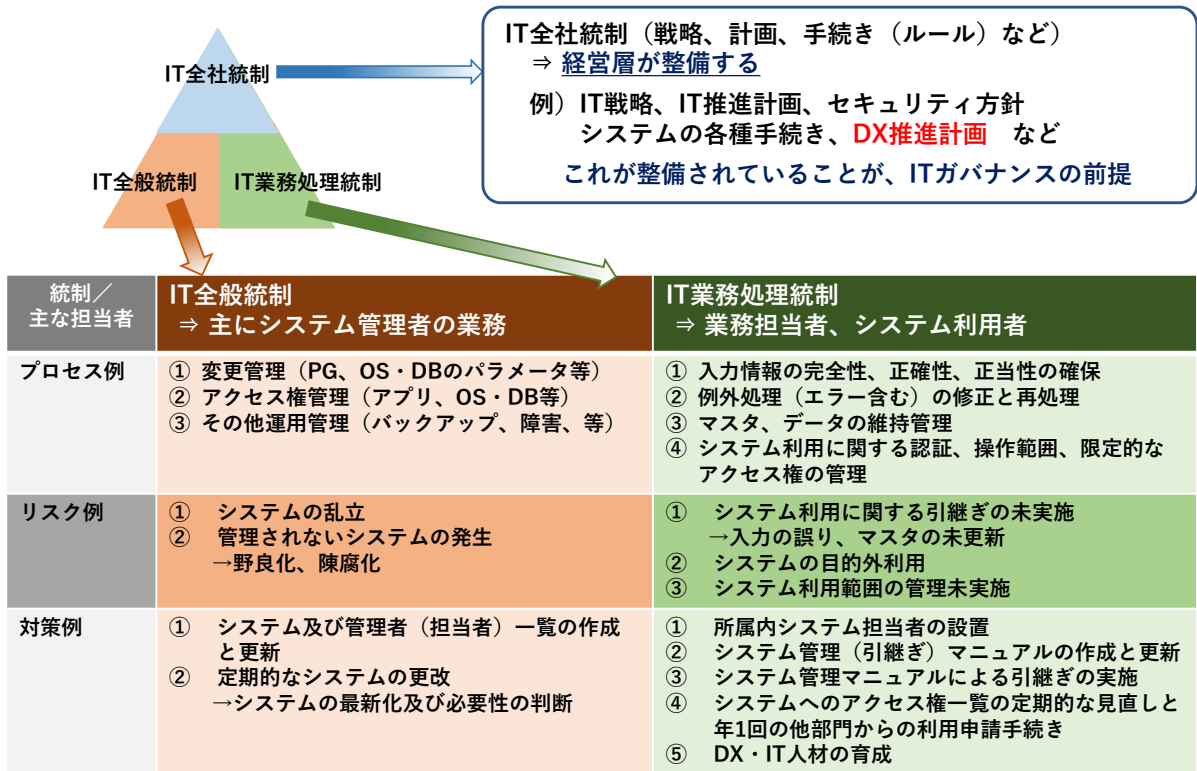 IT全社統制
IT全般統制
IT業務処理統制
IT全社統制（戦略、計画、手続き（ルール）など）
⇒ 経営層が整備する
例）IT戦略、IT推進計画、セキュリティ方針
システムの各種手続き、DX推進計画　など
これが整備されていることが、ITガバナンスの前提
統制／
主な担当者
IT全般統制
⇒ 主にシステム管理者の業務
IT業務処理統制
⇒ 業務担当者、システム利用者
プロセス例
① 変更管理（PG、OS・DBのパラメータ等）
② アクセス権管理（アプリ、OS・DB等）
③ その他運用管理（バックアップ、障害、等）
① 入力情報の完全性、正確性、正当性の確保
② 例外処理（エラー含む）の修正と再処理
③ マスタ、データの維持管理
④ システム利用に関する認証、操作範囲、限定的な
アクセス権の管理
リスク例
① システムの乱立
② 管理されないシステムの発生
→野良化、陳腐化
① システム利用に関する引継ぎの未実施
→入力の誤り、マスタの未更新
② システムの目的外利用
③ システム利用範囲の管理未実施
対策例
① システム及び管理者（担当者）一覧の作成
と更新
② 定期的なシステムの更改
→システムの最新化及び必要性の判断
① 所属内システム担当者の設置
② システム管理（引継ぎ）マニュアルの作成と更新
③ システム管理マニュアルによる引継ぎの実施
④ システムへのアクセス権一覧の定期的な見直しと
年1回の他部門からの利用申請手続き
⑤ DX・IT人材の育成